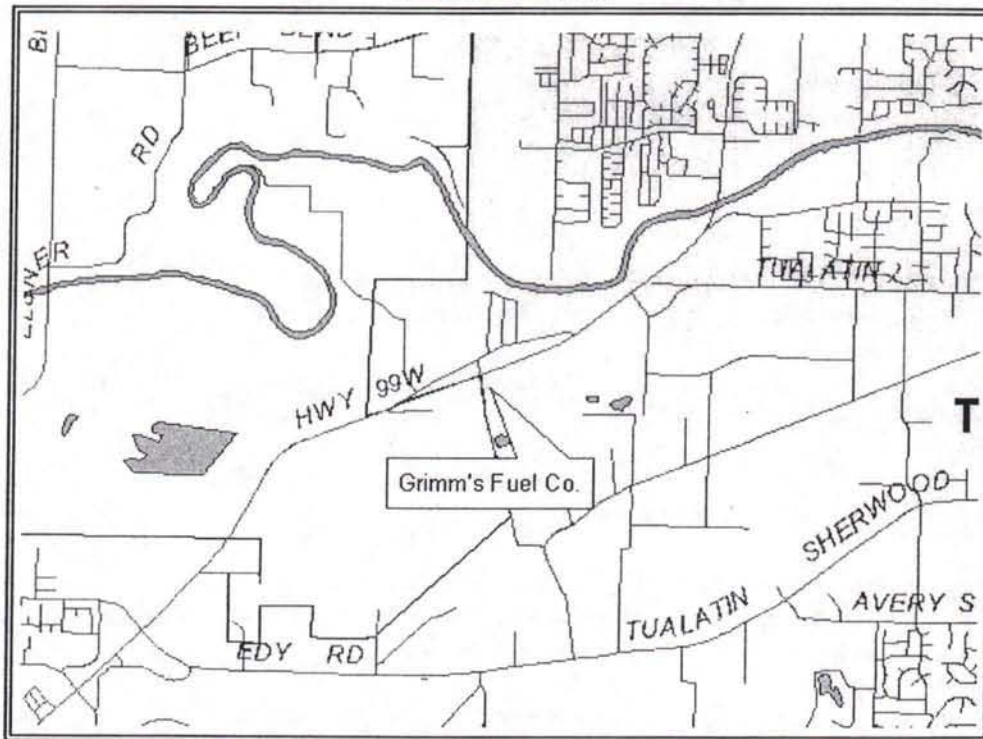 RD
TUALATIN
HWY 99W
T
Grimm's Fuel Co.
SHERWOOD
TUALATIN
AVERY S
EDY RD